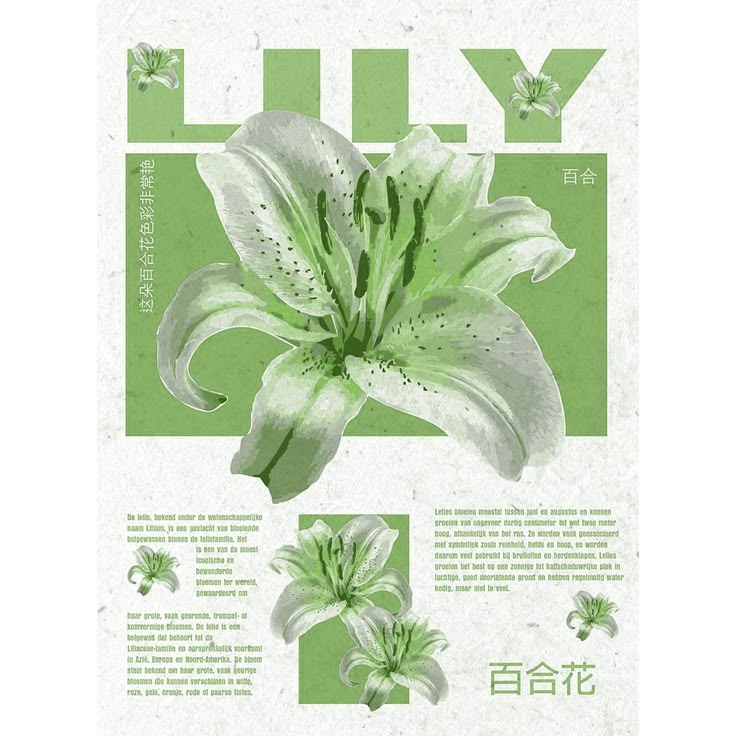 LILY
这朵百合花色彩非常艳
百合
De lelie, bekend onder de wetenschappelijke
naam Lilium, is een geslacht van bloeiende
bolgewassen binnen de leliefamilie. Het
is een van de meest
iconische en
bewonderde
bloemen ter wereld,
gewaardeerd om
haar grote, vaak geurende, trompet- of
komvormige bloemen. De lelie is een
bolgewas dat behoort tot de
Liliaceae-familie en oorspronkelijk voorkomt
in Azië, Europa en Noord-Amerika. De bloem
staat bekend om haar grote, vaak geurige
bloemen die kunnen verschijnen in witte,
roze, gele, oranje, rode of paarse tinten.
Lelies bloeien meestal tussen juni en augustus en kunnen
groeien van ongeveer dertig centimeter tot wel twee meter
hoog, afhankelijk van het ras. Ze worden vaak geassocieerd
met symboliek zoals reinheid, liefde en hoop, en worden
daarom veel gebruikt bij bruiloften en herdenkingen. Lelies
groeien het best op een zonnige tot halfschaduwrijke plek in
luchtige, goed doorlatende grond en hebben regelmatig water
nodig, maar niet te veel.
百合花